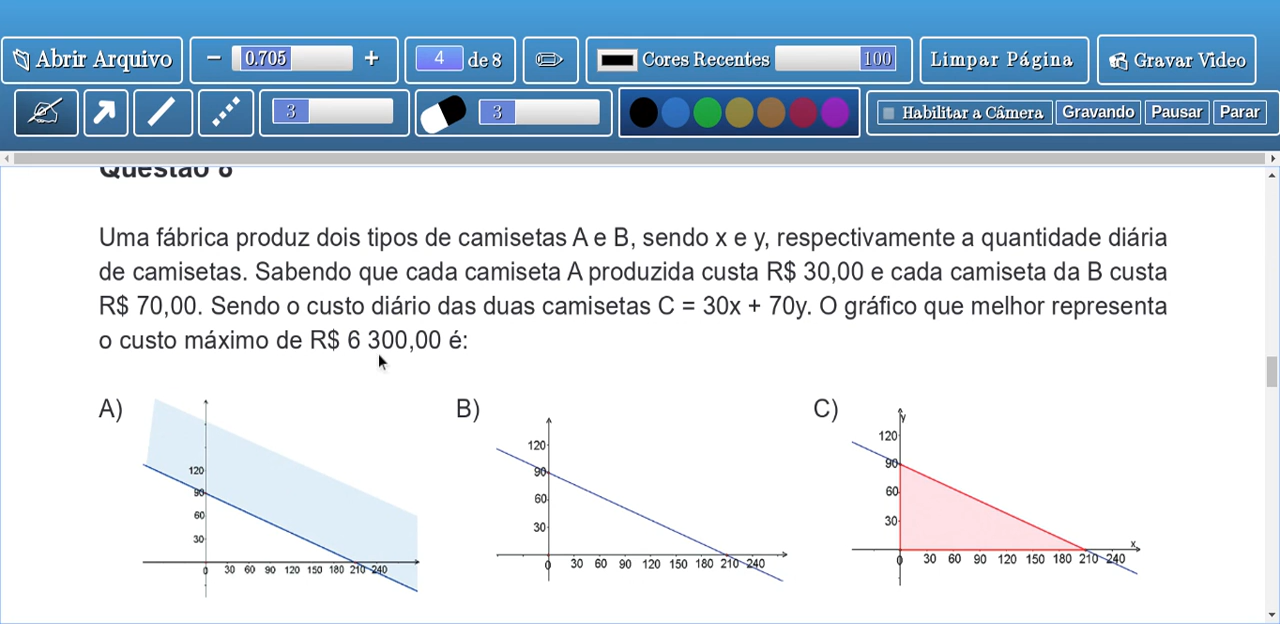 Abrir Arquivo − 0.705 + 4 de 8 Cores Recentes 100 Limpar Página Gravar Video
3 3 Habilitar a Câmera Gravando Pausar Parar
Questão 8
Uma fábrica produz dois tipos de camisetas A e B, sendo x e y, respectivamente a quantidade diária
de camisetas. Sabendo que cada camiseta A produzida custa R$ 30,00 e cada camiseta da B custa
R$ 70,00. Sendo o custo diário das duas camisetas C = 30x + 70y. O gráfico que melhor representa
o custo máximo de R$ 6 300,00 é:
A)
120
90
60
30
0 30 60 90 120 150 180 210 240
B)
120
90
60
30
0 30 60 90 120 150 180 210 240
C)
y
120
90
60
30
x
0 30 60 90 120 150 180 210 240